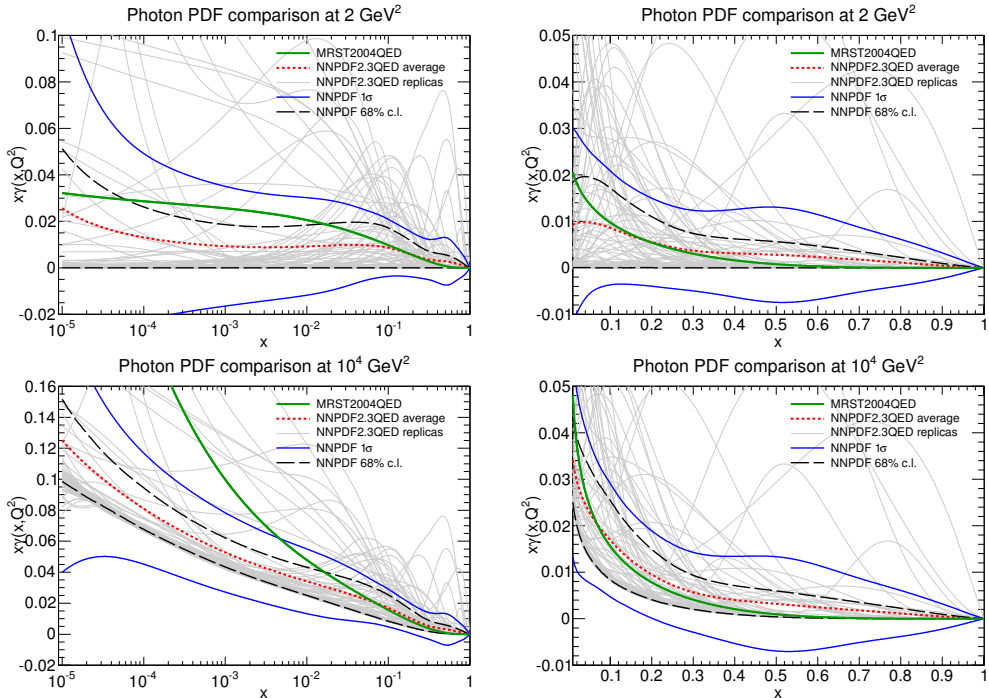 Photon PDF comparison at 2 GeV²
xγ(x,Q²)
0.1
0.08
0.06
0.04
0.02
0
-0.02
MRST2004QED
NNPDF2.3QED average
NNPDF2.3QED replicas
NNPDF 1σ
NNPDF 68% c.l.
10⁻⁵ 10⁻⁴ 10⁻³ 10⁻² 10⁻¹ 1
x
Photon PDF comparison at 2 GeV²
xγ(x,Q²)
0.05
0.04
0.03
0.02
0.01
0
-0.01
MRST2004QED
NNPDF2.3QED average
NNPDF2.3QED replicas
NNPDF 1σ
NNPDF 68% c.l.
0.1 0.2 0.3 0.4 0.5 0.6 0.7 0.8 0.9 1
x
Photon PDF comparison at 10⁴ GeV²
xγ(x,Q²)
0.16
0.14
0.12
0.1
0.08
0.06
0.04
0.02
0
-0.02
MRST2004QED
NNPDF2.3QED average
NNPDF2.3QED replicas
NNPDF 1σ
NNPDF 68% c.l.
10⁻⁵ 10⁻⁴ 10⁻³ 10⁻² 10⁻¹ 1
x
Photon PDF comparison at 10⁴ GeV²
xγ(x,Q²)
0.05
0.04
0.03
0.02
0.01
0
-0.01
MRST2004QED
NNPDF2.3QED average
NNPDF2.3QED replicas
NNPDF 1σ
NNPDF 68% c.l.
0.1 0.2 0.3 0.4 0.5 0.6 0.7 0.8 0.9 1
x